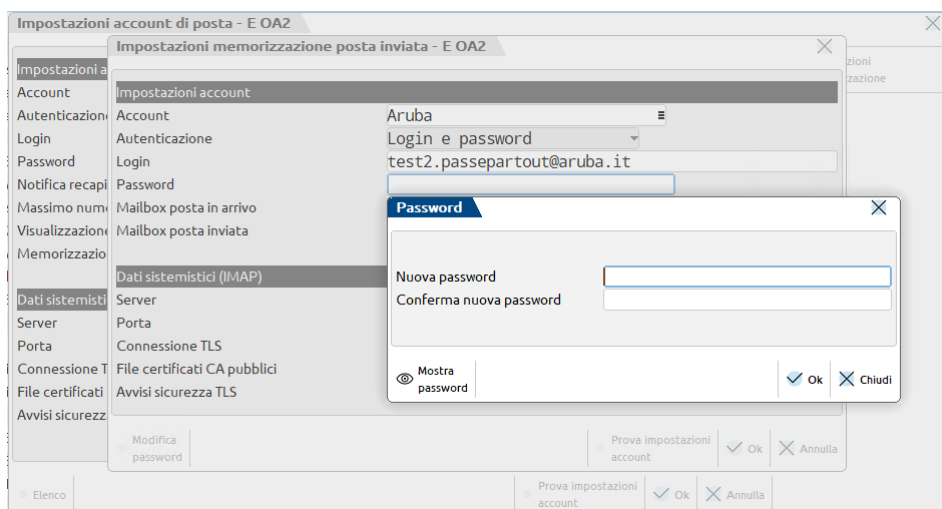 Impostazioni account di posta - E OA2
Impostazioni memorizzazione posta inviata - E OA2
Impostazioni a
Account
Autenticazion
Login
Password
Notifica recapi
Massimo num
Visualizzazion
Memorizzazio
Dati sistemisti
Server
Porta
Connessione T
File certificati
Avvisi sicurezz
Impostazioni account
Account Aruba
Autenticazione Login e password
Login test2.passepartout@aruba.it
Password
Mailbox posta in arrivo
Mailbox posta inviata
Dati sistemistici (IMAP)
Server
Porta
Connessione TLS
File certificati CA pubblici
Avvisi sicurezza TLS
zioni
zazione
Password
Nuova password
Conferma nuova password
Mostra
password
Ok Chiudi
Modifica
password
Prova impostazioni
account
Ok Annulla
Elenco
Prova impostazioni
account
Ok Annulla